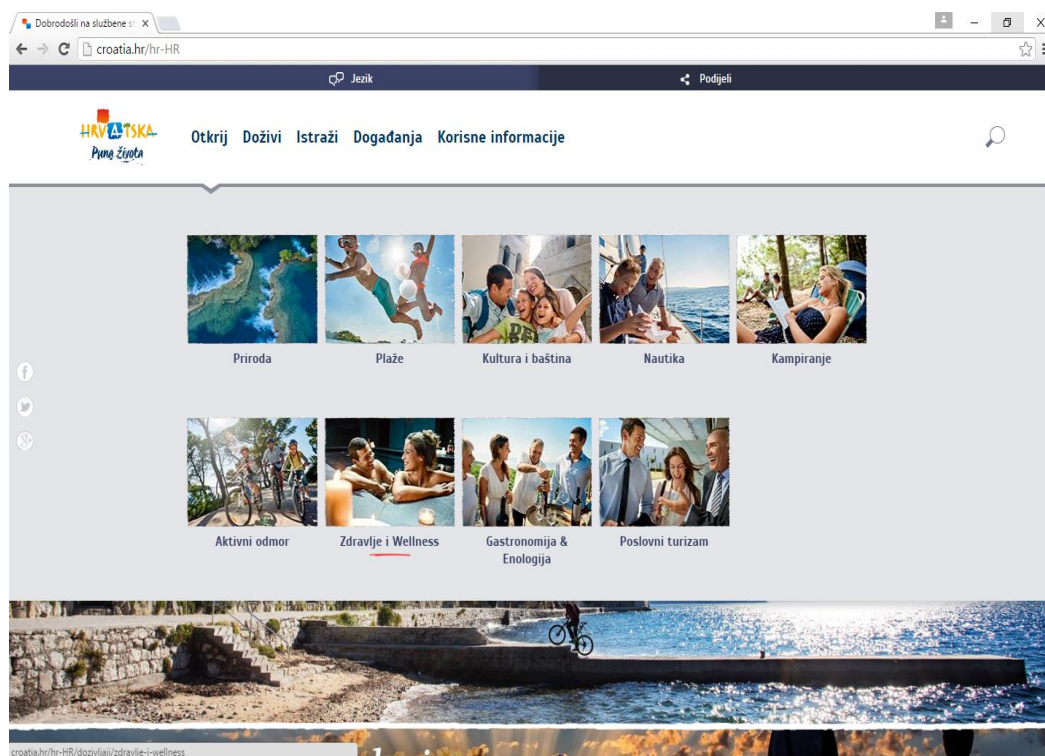 Dobrodošli na službene st
croatia.hr/hr-HR
Jezik
Podijeli
HRVATSKA
Puna života
Otkrij Doživi Istraži Događanja Korisne informacije
Priroda
Plaže
Kultura i baština
Nautika
Kampiranje
Aktivni odmor
Zdravlje i Wellness
Gastronomija &
Enologija
Poslovni turizam
croatia.hr/hr-HR/dozivljaji/zdravlje-i-wellness